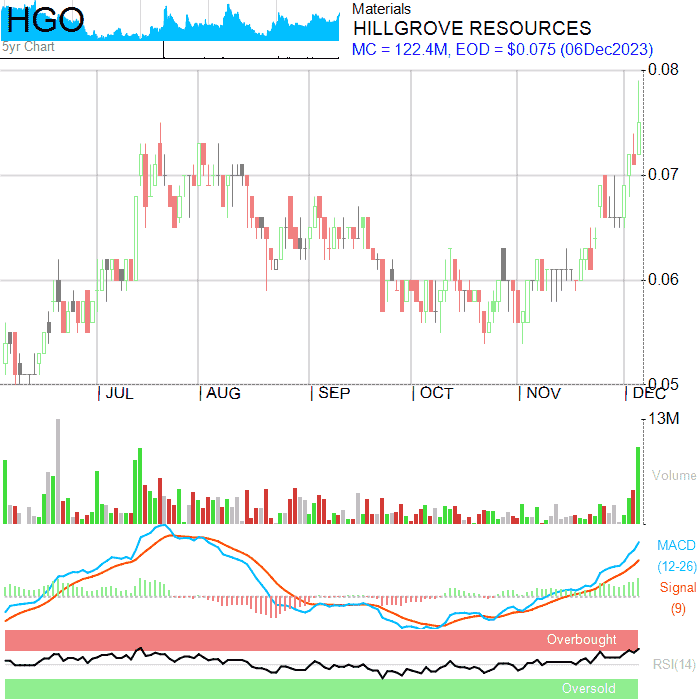 HGO
5yr Chart
Materials
HILLGROVE RESOURCES
MC = 122.4M, EOD = $0.075 (06Dec2023)
0.08
0.07
0.06
0.05
JUL AUG SEP OCT NOV DEC
13M
Volume
MACD
(12-26)
Signal
(9)
Overbought
RSI(14)
Oversold